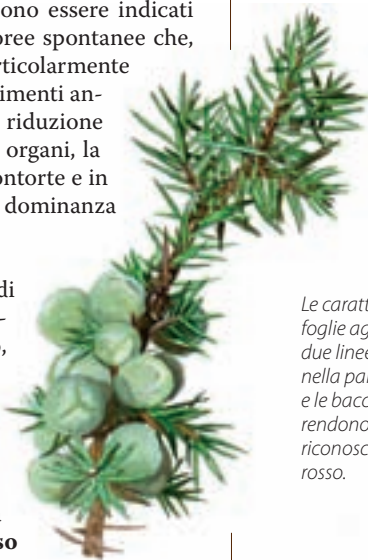 ono essere indicati
oree spontanee che,
rticolarmente
imenti an-
riduzione
organi, la
ontorte e in
dominanza
di
-
,
so
Le caratt
foglie ag
due linee
nella par
e le bacc
rendono
riconosc
rosso.